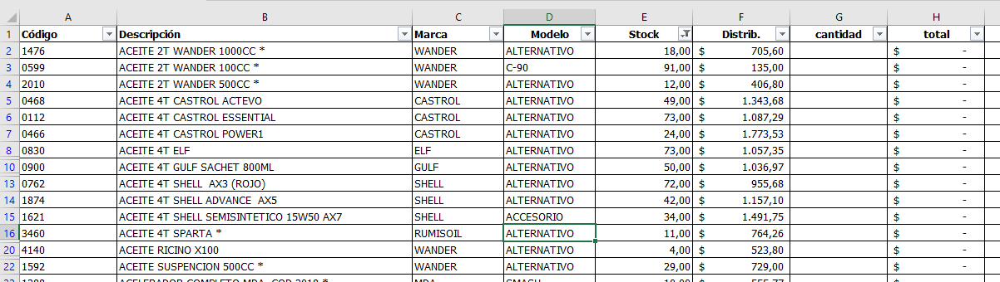 A B C D E F G H
1 Código Descripción Marca Modelo Stock Distrib. cantidad total
2 1476 ACEITE 2T WANDER 1000CC * WANDER ALTERNATIVO 18,00 $ 705,60 $ -
3 0599 ACEITE 2T WANDER 100CC * WANDER C-90 91,00 $ 135,00 $ -
4 2010 ACEITE 2T WANDER 500CC * WANDER ALTERNATIVO 12,00 $ 406,80 $ -
5 0468 ACEITE 4T CASTROL ACTEVO CASTROL ALTERNATIVO 49,00 $ 1.343,68 $ -
6 0112 ACEITE 4T CASTROL ESSENTIAL CASTROL ALTERNATIVO 73,00 $ 1.087,29 $ -
7 0466 ACEITE 4T CASTROL POWER1 CASTROL ALTERNATIVO 24,00 $ 1.773,53 $ -
8 0830 ACEITE 4T ELF ELF ALTERNATIVO 73,00 $ 1.057,35 $ -
10 0900 ACEITE 4T GULF SACHET 800ML GULF ALTERNATIVO 50,00 $ 1.036,97 $ -
13 0762 ACEITE 4T SHELL  AX3 (ROJO) SHELL ALTERNATIVO 72,00 $ 955,68 $ -
14 1874 ACEITE 4T SHELL ADVANCE  AX5 SHELL ALTERNATIVO 42,00 $ 1.157,10 $ -
15 1621 ACEITE 4T SHELL SEMISINTETICO 15W50 AX7 SHELL ACCESORIO 34,00 $ 1.491,75 $ -
16 3460 ACEITE 4T SPARTA * RUMISOIL ALTERNATIVO 11,00 $ 764,26 $ -
20 4140 ACEITE RICINO X100 WANDER ALTERNATIVO 4,00 $ 523,80 $ -
22 1592 ACEITE SUSPENCION 500CC * WANDER ALTERNATIVO 29,00 $ 729,00 $ -
ACELERADOR COMPLETO MDA SMASH